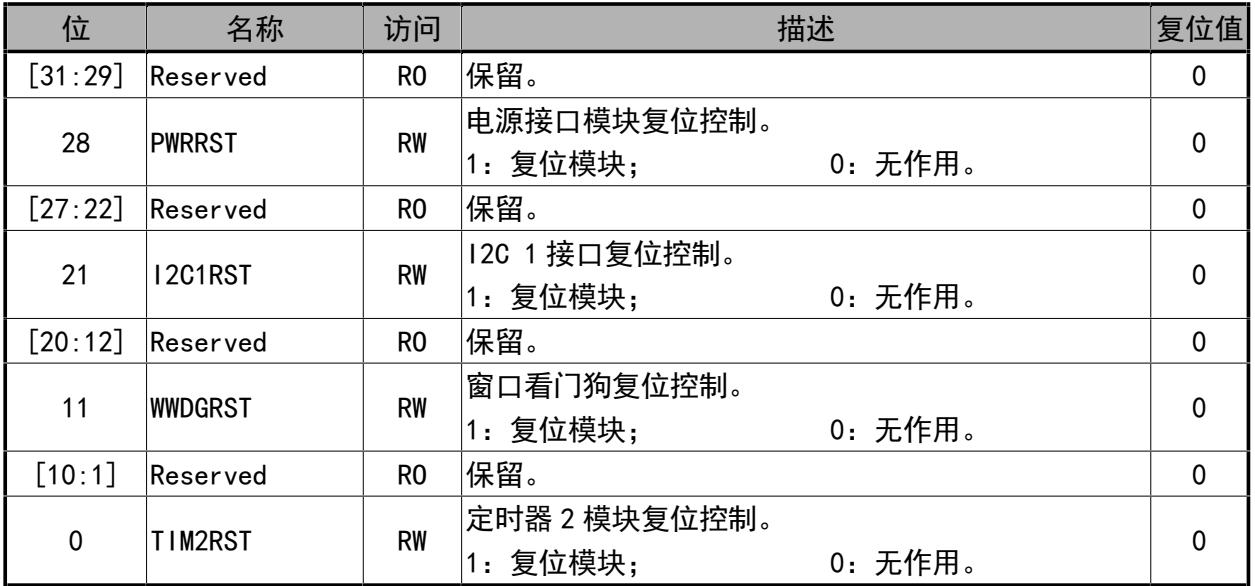 位 名称 访问 描述 复位值
[31:29] Reserved RO 保留。 0
28 PWRRST RW 电源接口模块复位控制。 0
1：复位模块； 0：无作用。
[27:22] Reserved RO 保留。 0
21 I2C1RST RW I2C 1 接口复位控制。 0
1：复位模块； 0：无作用。
[20:12] Reserved RO 保留。 0
11 WWDGRST RW 窗口看门狗复位控制。 0
1：复位模块； 0：无作用。
[10:1] Reserved RO 保留。 0
0 TIM2RST RW 定时器 2 模块复位控制。 0
1：复位模块； 0：无作用。